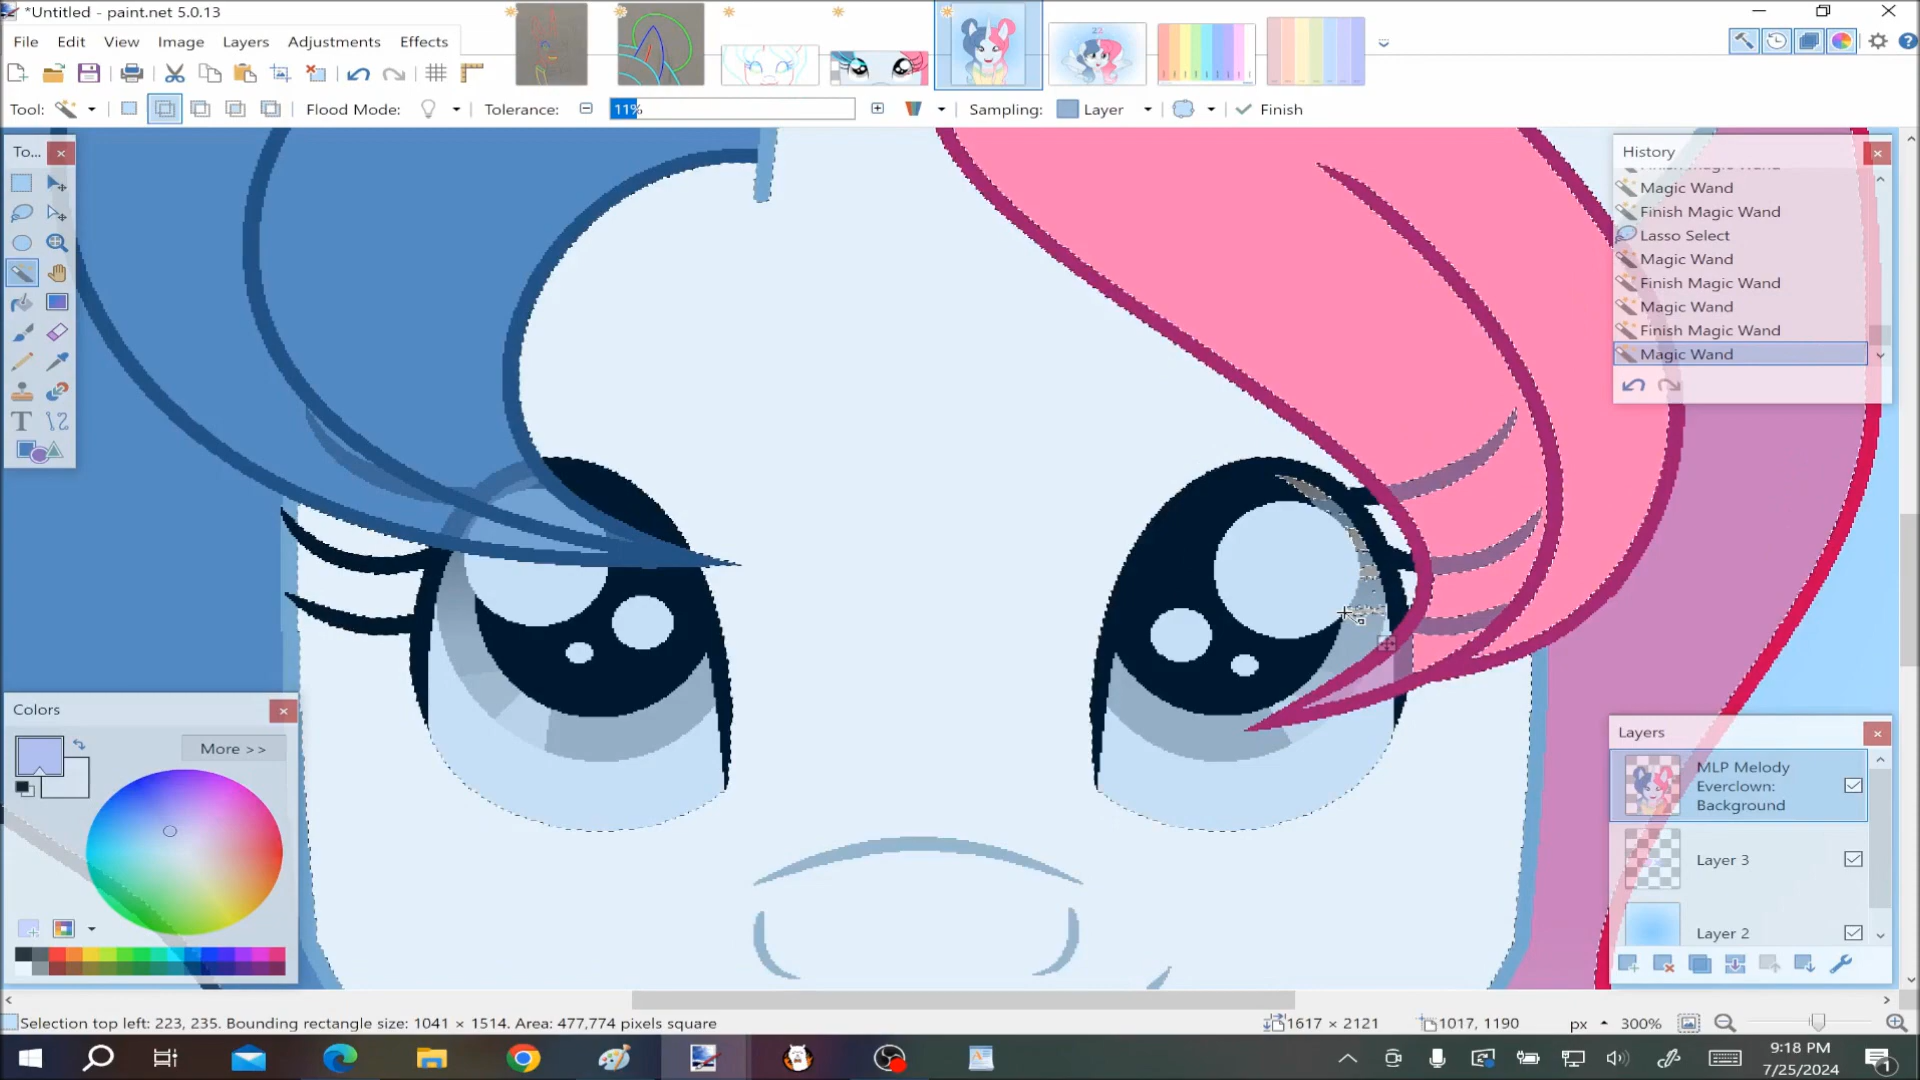 *Untitled - paint.net 5.0.13
File Edit View Image Layers Adjustments Effects
Tool: Flood Mode: Tolerance: 11% Sampling: Layer Finish
To...
History
Finish Magic Wand
Magic Wand
Finish Magic Wand
Lasso Select
Magic Wand
Finish Magic Wand
Magic Wand
Finish Magic Wand
Magic Wand
Colors
More >>
Layers
MLP Melody
Everclown:
Background
Layer 3
Layer 2
Selection top left: 223, 235. Bounding rectangle size: 1041 × 1514. Area: 477,774 pixels square
1617 × 2121
1017, 1190
px
300%
9:18 PM
7/25/2024
1